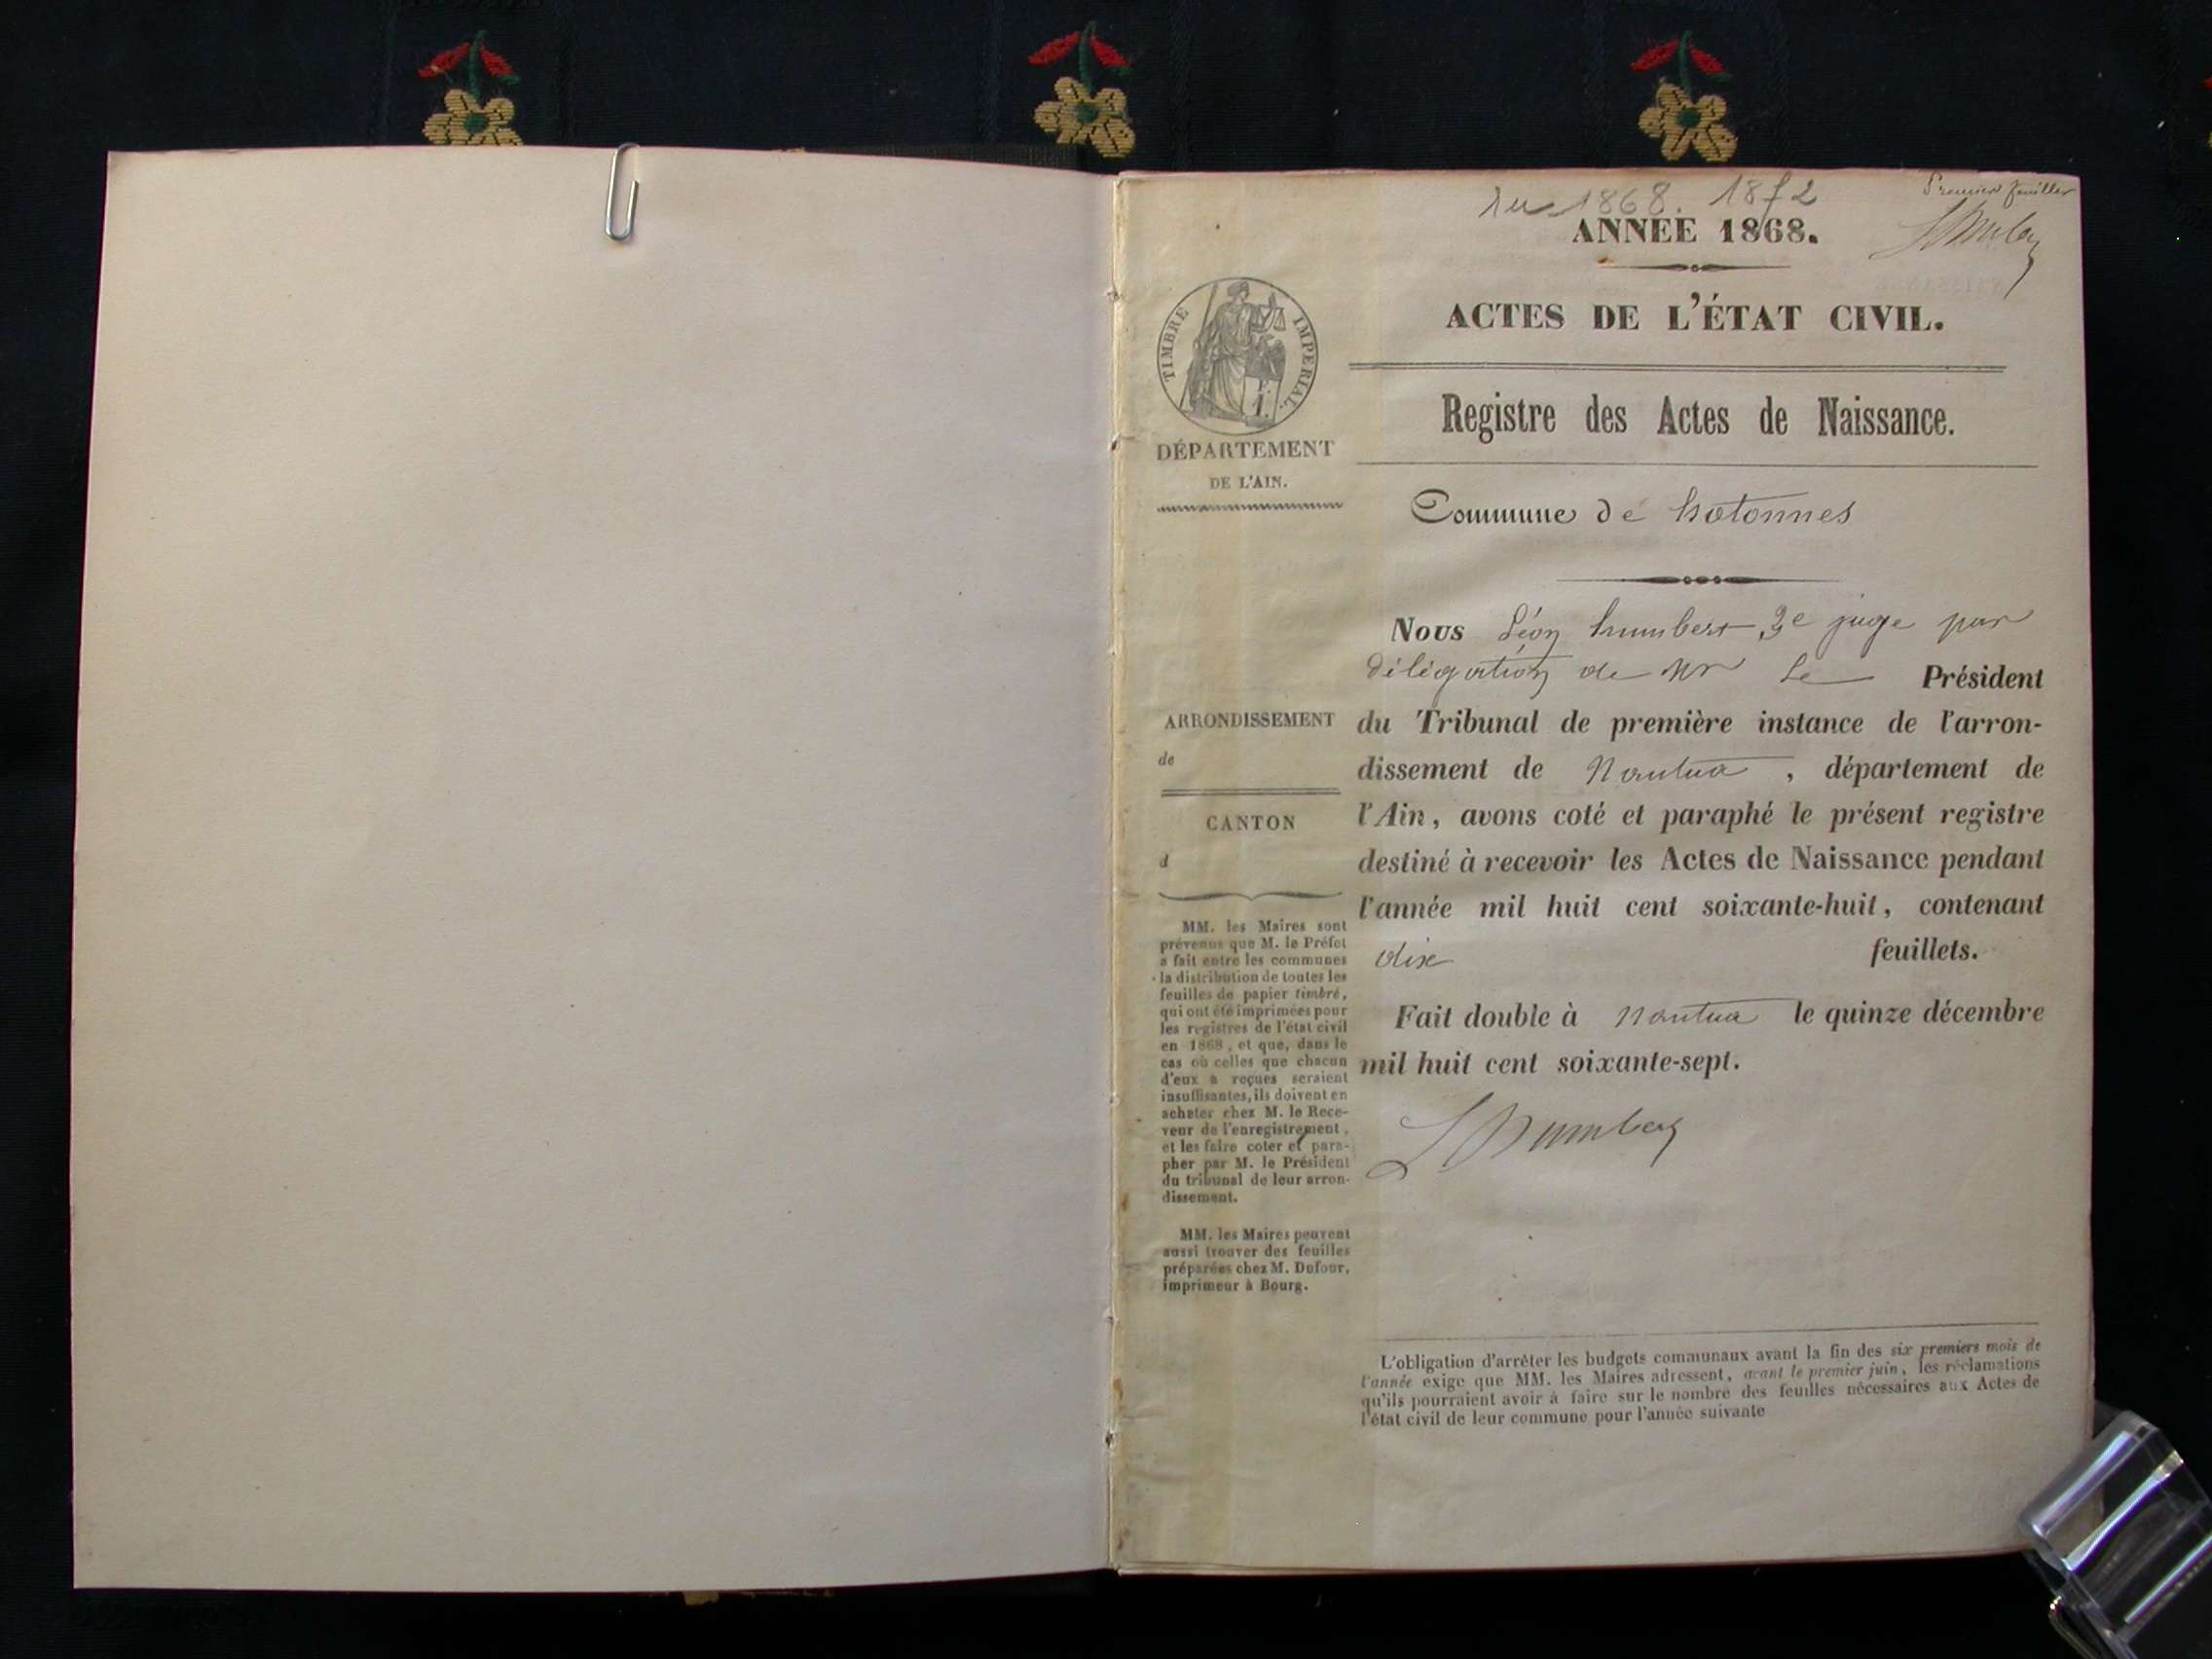 1868. 1872
Premier feuillet
ANNÉE 1868.
ACTES DE L'ÉTAT CIVIL.
TIMBRE IMPERIAL.
Registre des Actes de Naissance.
DÉPARTEMENT
DE L'AIN.
Commune de hotonnes
Nous Léon humbert, 3e juge par
délégation de Mr Le Président
du Tribunal de première instance de l'arron-
dissement de Nantua, département de
l'Ain, avons coté et paraphé le présent registre
destiné à recevoir les Actes de Naissance pendant
l'année mil huit cent soixante-huit, contenant
dix feuillets.
Fait double à Nantua le quinze décembre
mil huit cent soixante-sept.
LHumbert
ARRONDISSEMENT
de
CANTON
d
MM. les Maires sont
prévenus que M. le Préfet
a fait entre les communes
la distribution de toutes les
feuilles de papier timbré,
qui ont été imprimées pour
les registres de l'état civil
en 1868, et que, dans le
cas où celles que chacun
d'eux a reçues seraient
insuffisantes, ils doivent en
acheter chez M. le Rece-
veur de l'enregistrement,
et les faire coter et para-
pher par M. le Président
du tribunal de leur arron-
dissement.
MM. les Maires peuvent
aussi trouver des feuilles
préparées chez M. Dufour,
imprimeur à Bourg.
L'obligation d'arrêter les budgets communaux avant la fin des six premiers mois de
l'année exige que MM. les Maires adressent, avant le premier juin, les réclamations
qu'ils pourraient avoir à faire sur le nombre des feuilles nécessaires aux Actes de
l'état civil de leur commune pour l'année suivante